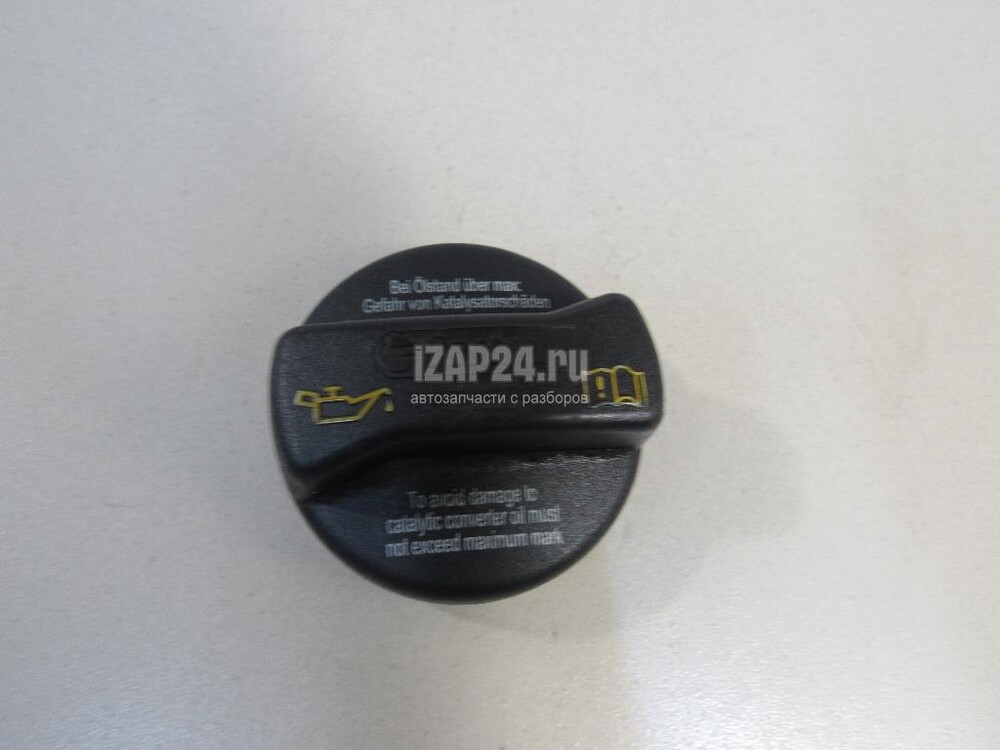 Bei Ölstand über max:
Gefahr von Katalysatorschäden
iZAP24.ru
автозапчасти с разборов
To avoid damage to
catalytic converter oil must
not exceed maximum mark